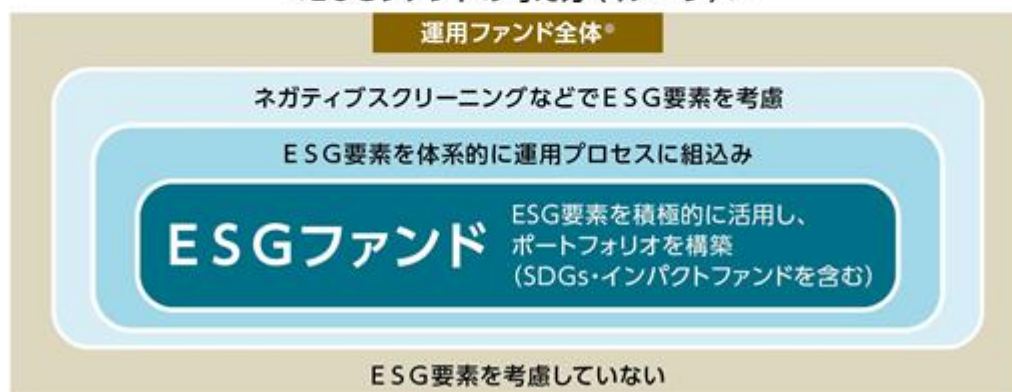 運用ファンド全体*
ネガティブスクリーニングなどでESG要素を考慮
ESG要素を体系的に運用プロセスに組込み
ESGファンド
ESG要素を積極的に活用し、
ポートフォリオを構築
(SDGs・インパクトファンドを含む)
ESG要素を考慮していない